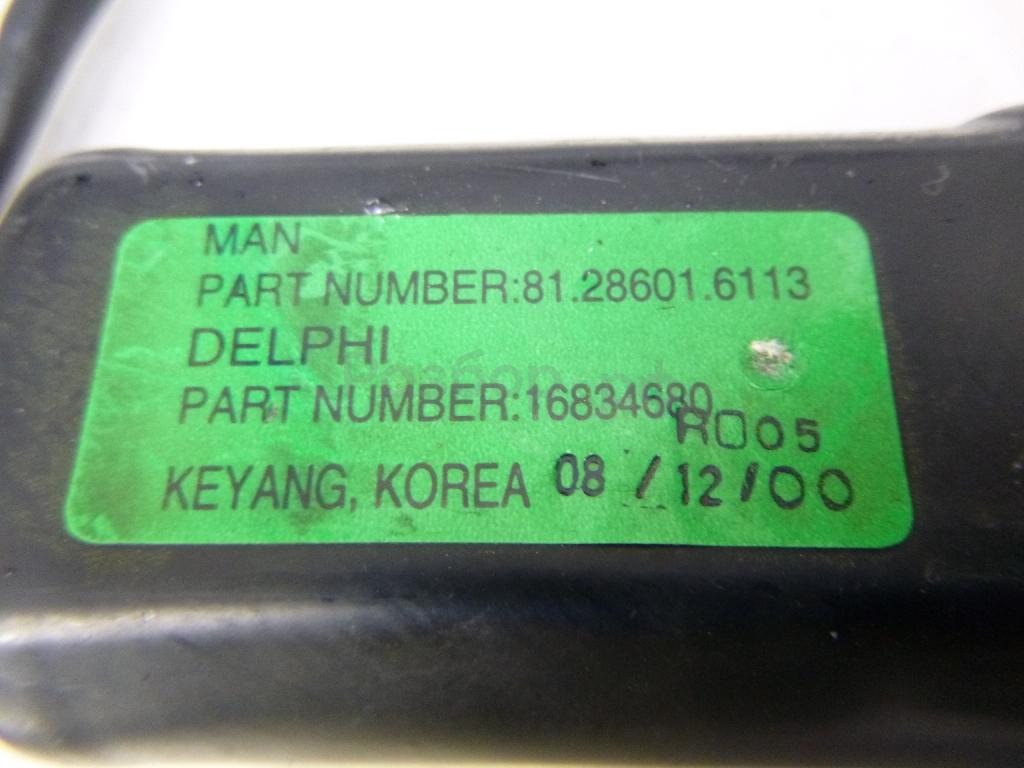 MAN
PART NUMBER:81.28601.6113
DELPHI
PART NUMBER:16834680
R005
KEYANG, KOREA 08 /12/00